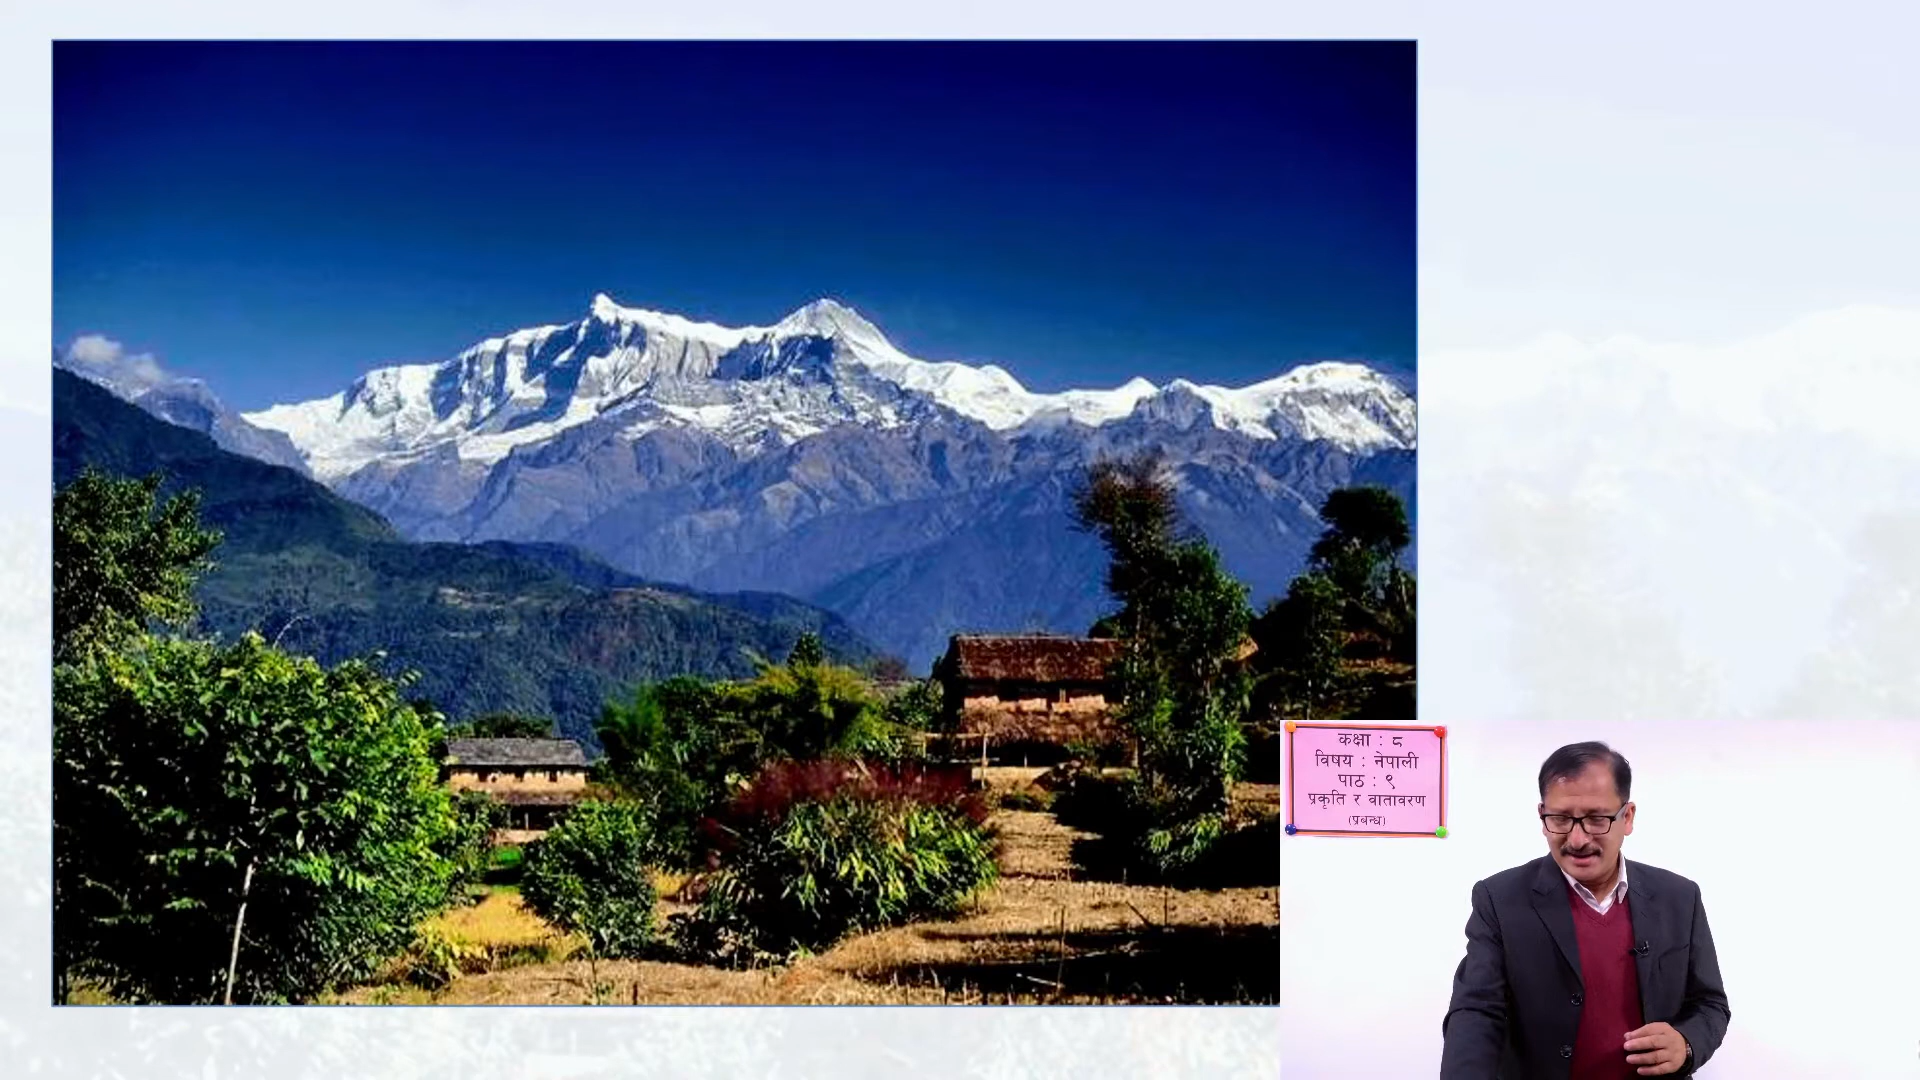 कक्षा : ८
विषय : नेपाली
पाठ : ९
प्रकृति र वातावरण
(प्रबन्ध)